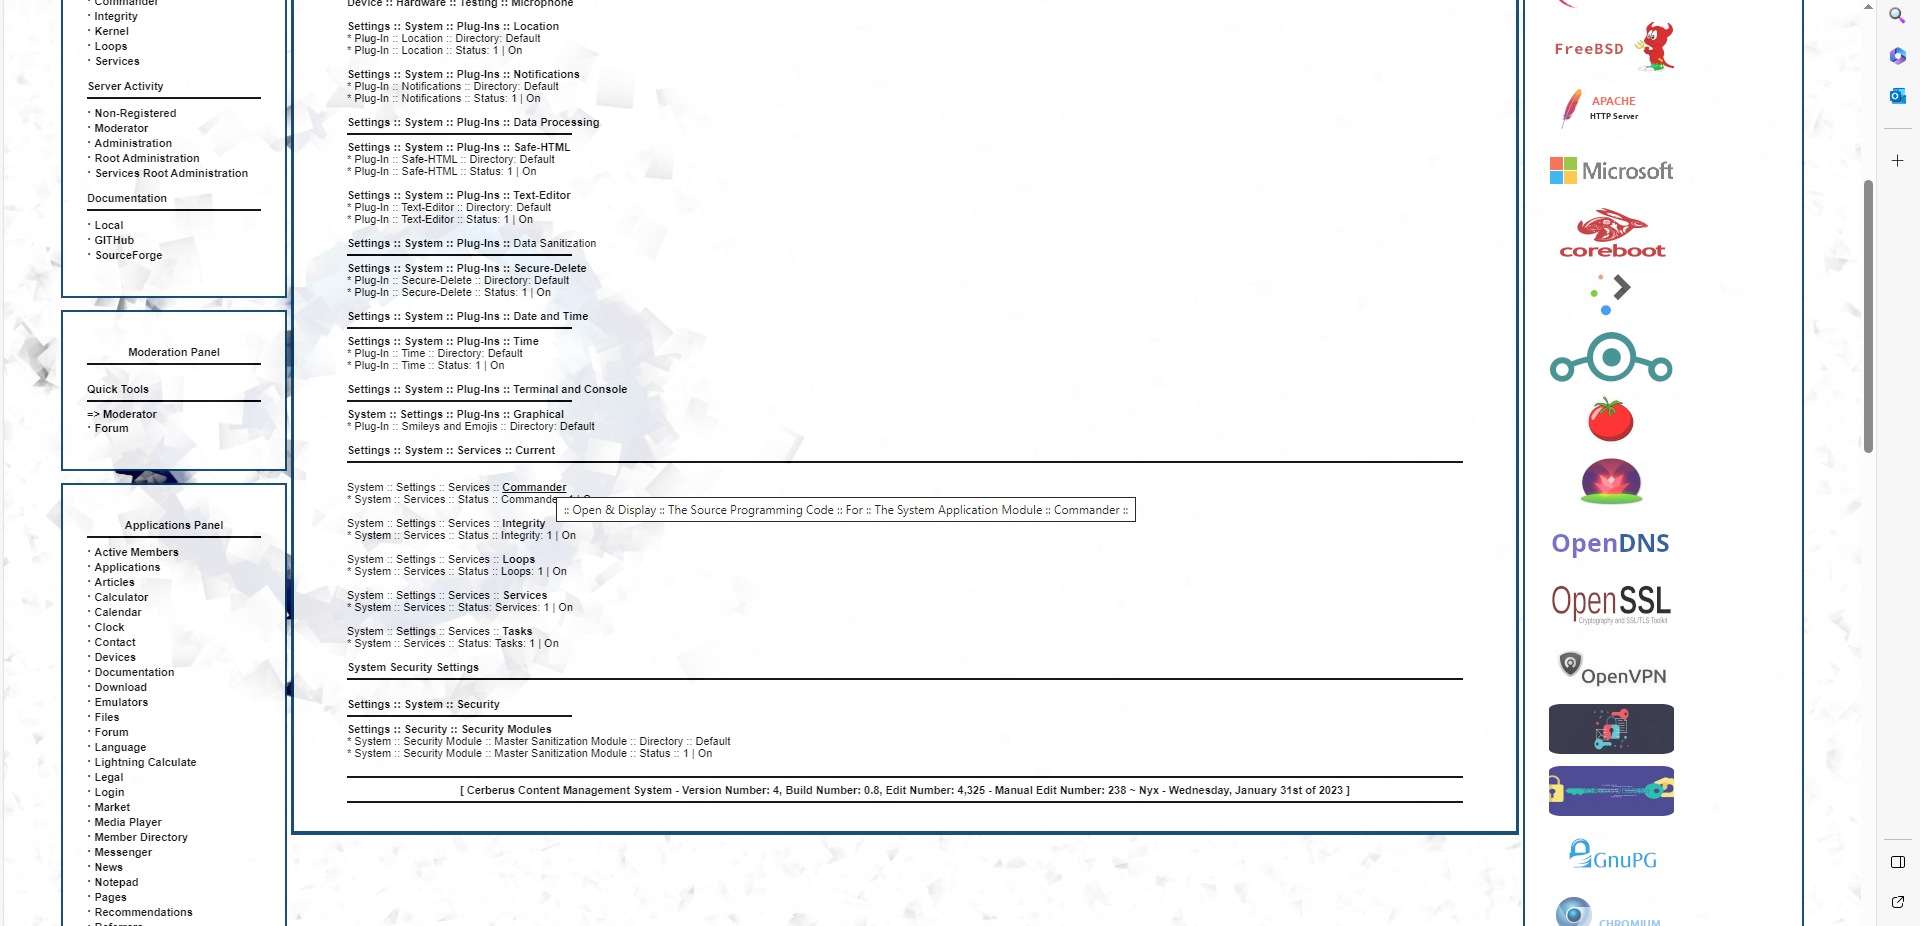 Commander
· Integrity
· Kernel
· Loops
· Services
Server Activity
· Non-Registered
· Moderator
· Administration
· Root Administration
· Services Root Administration
Documentation
· Local
· GITHub
· SourceForge
Moderation Panel
Quick Tools
=> Moderator
· Forum
Applications Panel
· Active Members
· Applications
· Articles
· Calculator
· Calendar
· Clock
· Contact
· Devices
· Documentation
· Download
· Emulators
· Files
· Forum
· Language
· Lightning Calculate
· Legal
· Login
· Market
· Media Player
· Member Directory
· Messenger
· News
· Notepad
· Pages
· Recommendations
Device :: Hardware :: Testing :: Microphone
Settings :: System :: Plug-Ins :: Location
* Plug-In :: Location :: Directory: Default
* Plug-In :: Location :: Status: 1 | On
Settings :: System :: Plug-Ins :: Notifications
* Plug-In :: Notifications :: Directory: Default
* Plug-In :: Notifications :: Status: 1 | On
Settings :: System :: Plug-Ins :: Data Processing
Settings :: System :: Plug-Ins :: Safe-HTML
* Plug-In :: Safe-HTML :: Directory: Default
* Plug-In :: Safe-HTML :: Status: 1 | On
Settings :: System :: Plug-Ins :: Text-Editor
* Plug-In :: Text-Editor :: Directory: Default
* Plug-In :: Text-Editor :: Status: 1 | On
Settings :: System :: Plug-Ins :: Data Sanitization
Settings :: System :: Plug-Ins :: Secure-Delete
* Plug-In :: Secure-Delete :: Directory: Default
* Plug-In :: Secure-Delete :: Status: 1 | On
Settings :: System :: Plug-Ins :: Date and Time
Settings :: System :: Plug-Ins :: Time
* Plug-In :: Time :: Directory: Default
* Plug-In :: Time :: Status: 1 | On
Settings :: System :: Plug-Ins :: Terminal and Console
System :: Settings :: Plug-Ins :: Graphical
* Plug-In :: Smileys and Emojis :: Directory: Default
Settings :: System :: Services :: Current
System :: Settings :: Services :: Commander
* System :: Services :: Status :: Commander
:: Open & Display :: The Source Programming Code :: For :: The System Application Module :: Commander ::
System :: Settings :: Services :: Integrity
* System :: Services :: Status :: Integrity: 1 | On
System :: Settings :: Services :: Loops
* System :: Services :: Status :: Loops: 1 | On
System :: Settings :: Services :: Services
* System :: Services :: Status: Services: 1 | On
System :: Settings :: Services :: Tasks
* System :: Services :: Status: Tasks: 1 | On
System Security Settings
Settings :: System :: Security
Settings :: Security :: Security Modules
* System :: Security Module :: Master Sanitization Module :: Directory :: Default
* System :: Security Module :: Master Sanitization Module :: Status :: 1 | On
[ Cerberus Content Management System - Version Number: 4, Build Number: 0.8, Edit Number: 4,325 - Manual Edit Number: 238 ~ Nyx - Wednesday, January 31st of 2023 ]
FreeBSD
APACHE
HTTP Server
Microsoft
coreboot
OpenDNS
OpenSSL
Cryptography and SSL/TLS Toolkit
OpenVPN
GnuPG
CHROMIUM